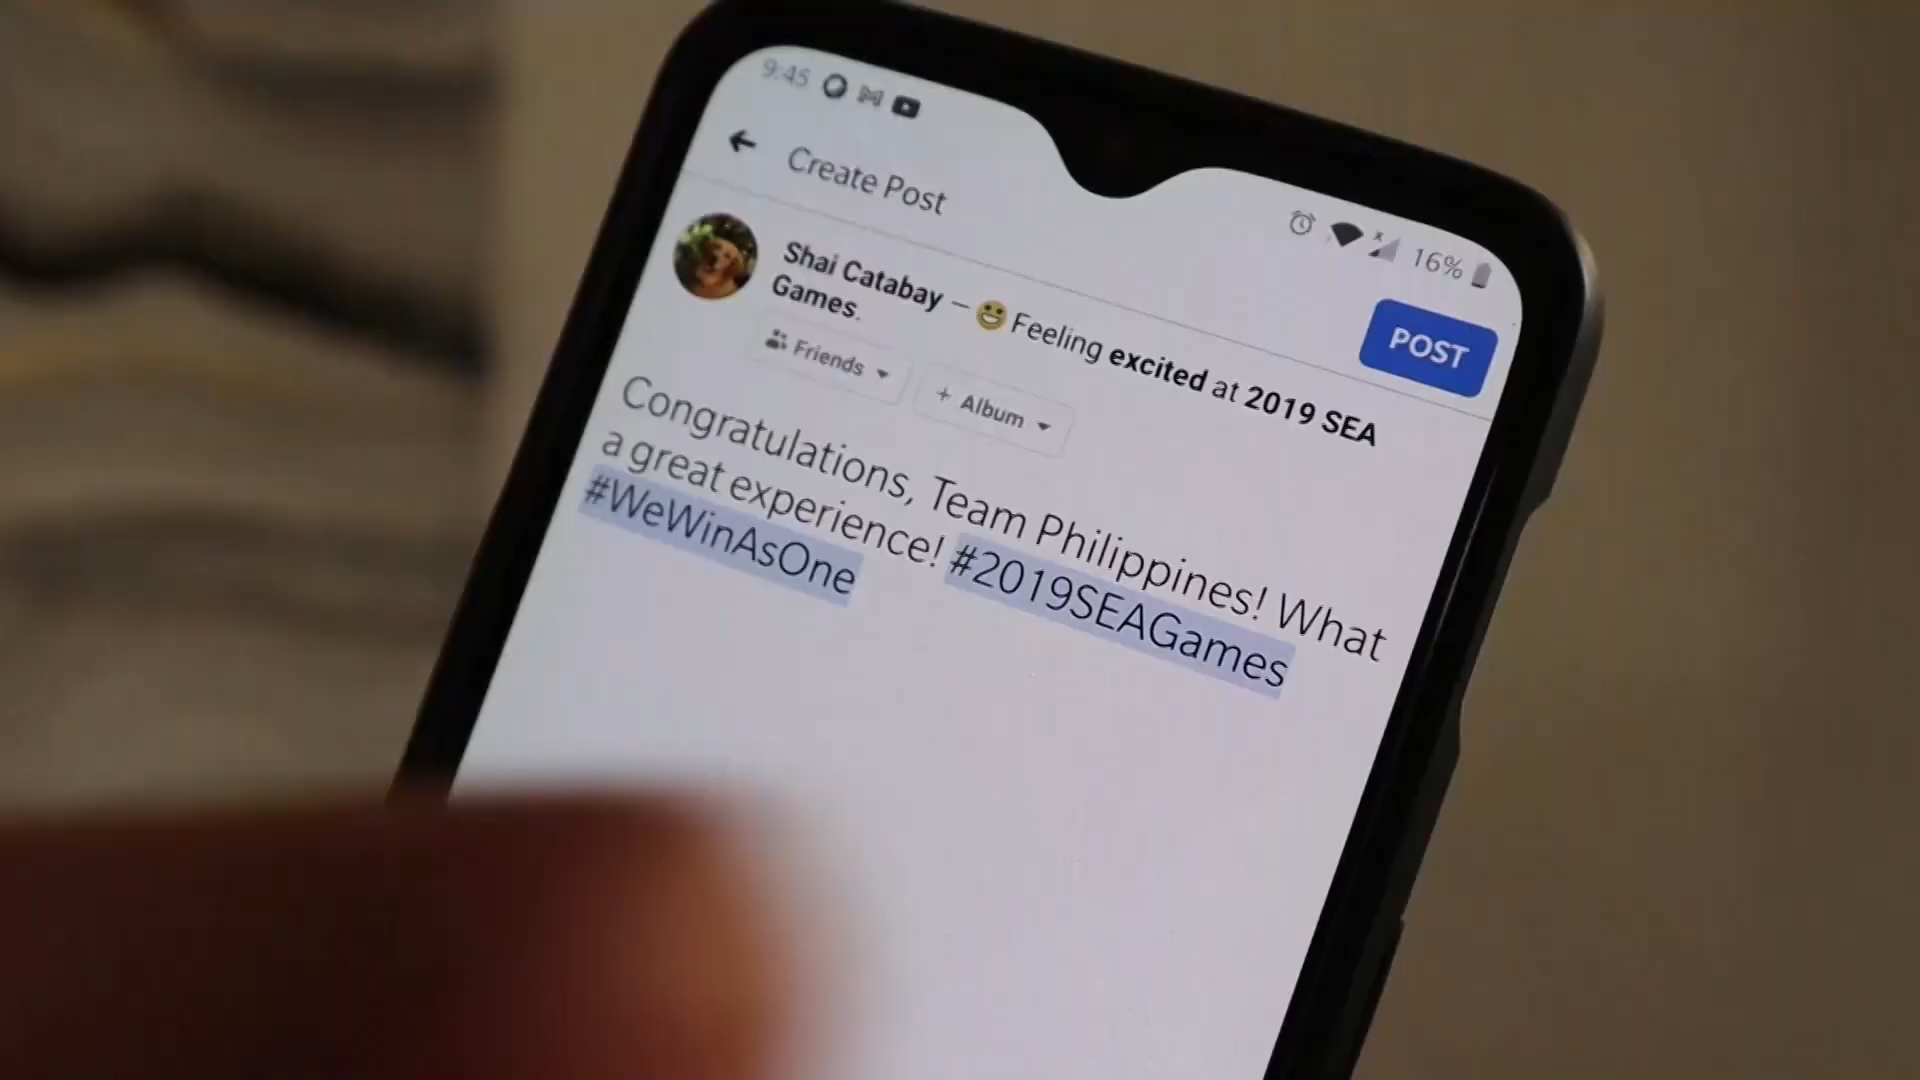 9:45
16%
Create Post
POST
Shai Catabay – 😀 Feeling excited at 2019 SEA
Games.
Friends
+ Album
Congratulations, Team Philippines! What
a great experience! #2019SEAGames
#WeWinAsOne